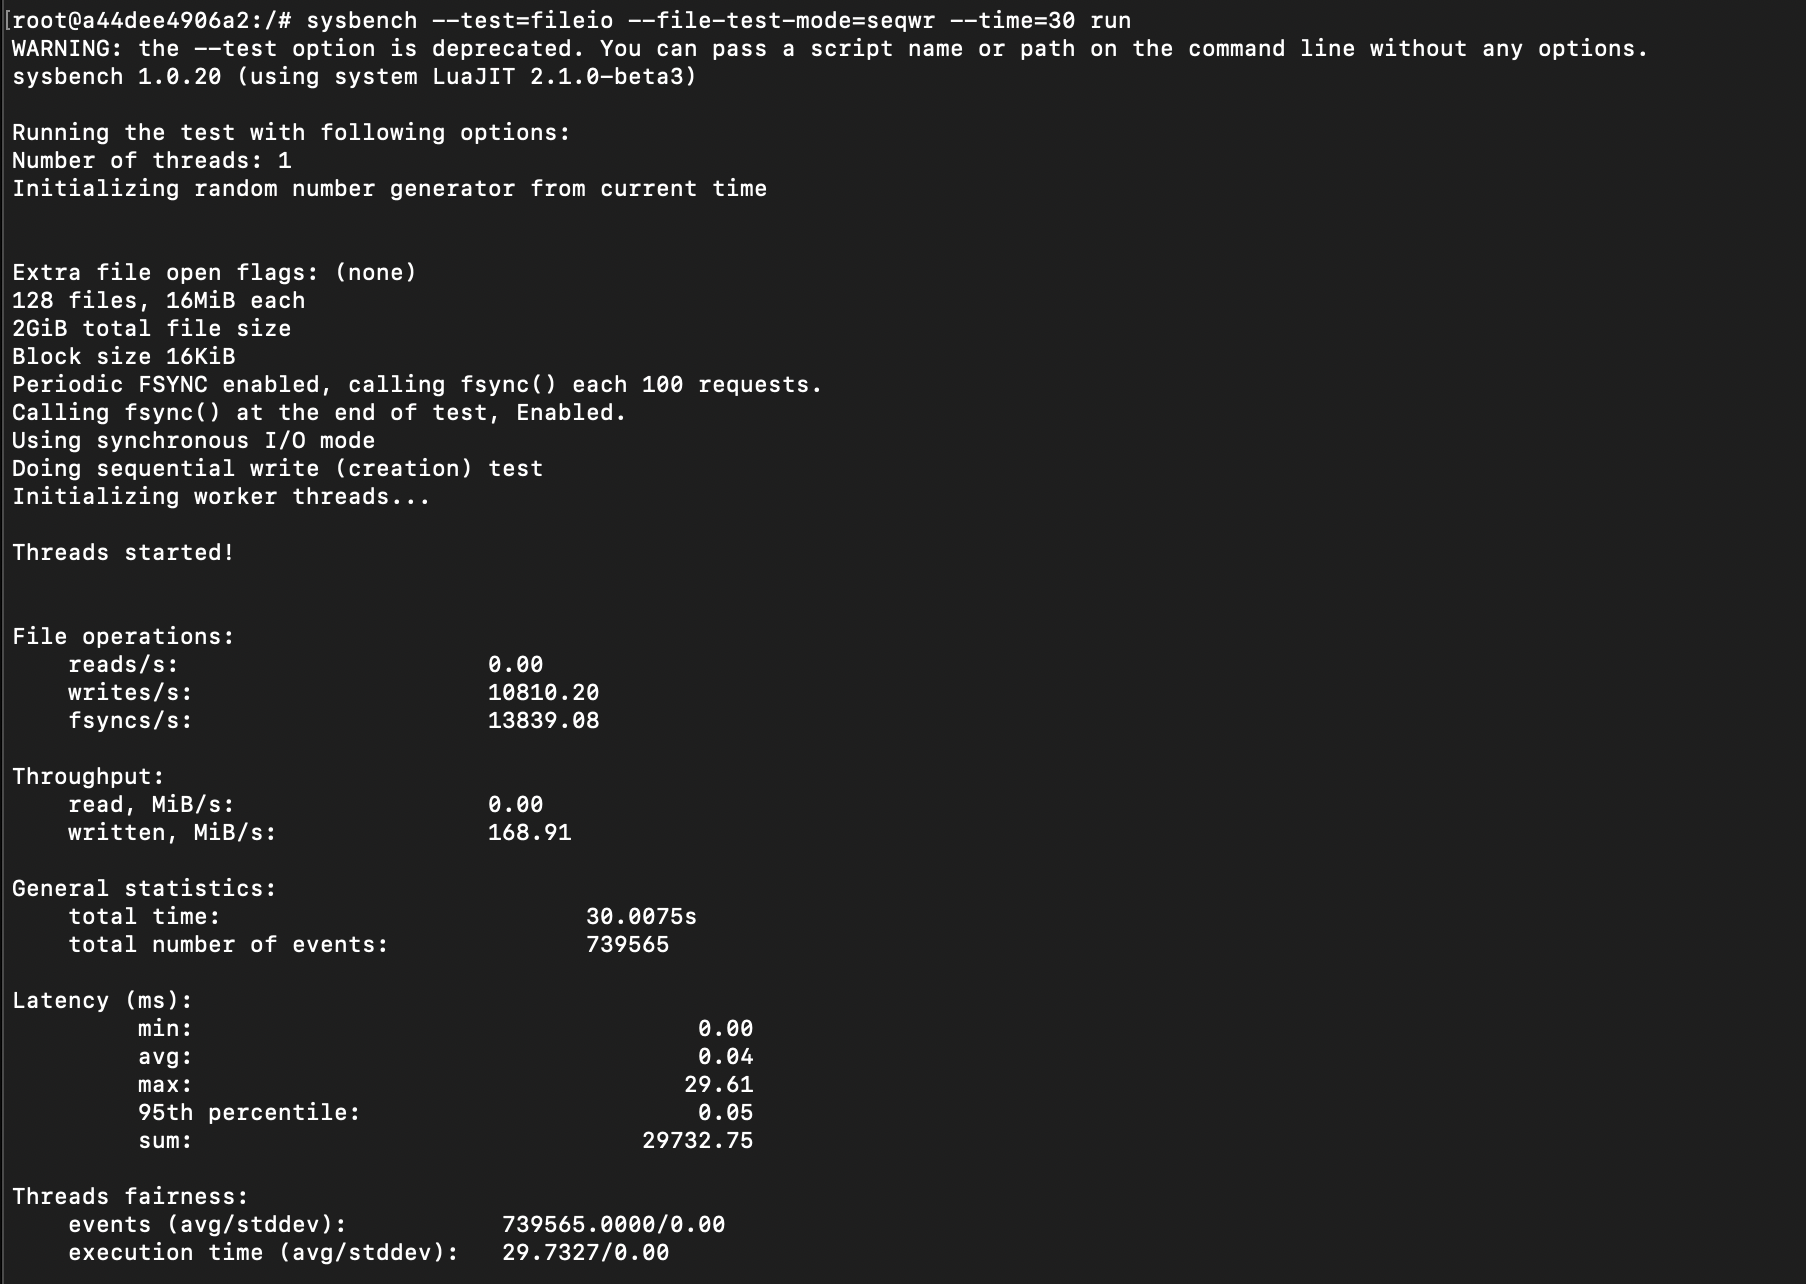 [root@a44dee4906a2:/# sysbench --test=fileio --file-test-mode=seqwr --time=30 run
WARNING: the --test option is deprecated. You can pass a script name or path on the command line without any options.
sysbench 1.0.20 (using system LuaJIT 2.1.0-beta3)

Running the test with following options:
Number of threads: 1
Initializing random number generator from current time


Extra file open flags: (none)
128 files, 16MiB each
2GiB total file size
Block size 16KiB
Periodic FSYNC enabled, calling fsync() each 100 requests.
Calling fsync() at the end of test, Enabled.
Using synchronous I/O mode
Doing sequential write (creation) test
Initializing worker threads...

Threads started!


File operations:
    reads/s:                      0.00
    writes/s:                     10810.20
    fsyncs/s:                     13839.08

Throughput:
    read, MiB/s:                  0.00
    written, MiB/s:               168.91

General statistics:
    total time:                          30.0075s
    total number of events:              739565

Latency (ms):
         min:                                    0.00
         avg:                                    0.04
         max:                                   29.61
         95th percentile:                        0.05
         sum:                                29732.75

Threads fairness:
    events (avg/stddev):           739565.0000/0.00
    execution time (avg/stddev):   29.7327/0.00